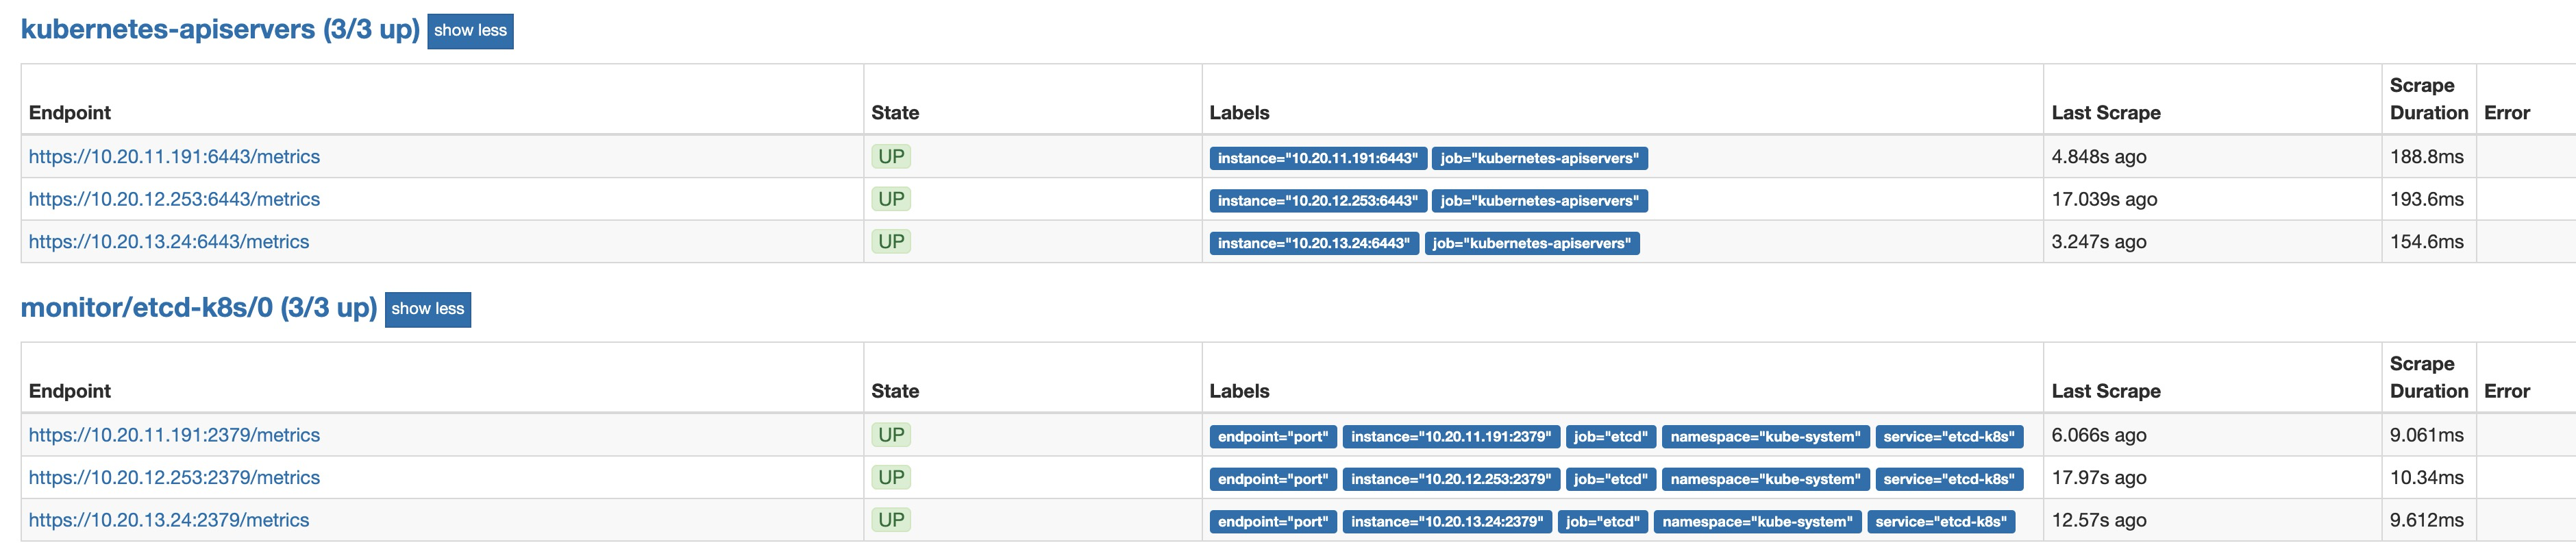 kubernetes-apiservers (3/3 up) show less
Endpoint State Labels Last Scrape Scrape Duration Error
https://10.20.11.191:6443/metrics UP instance="10.20.11.191:6443" job="kubernetes-apiservers" 4.848s ago 188.8ms
https://10.20.12.253:6443/metrics UP instance="10.20.12.253:6443" job="kubernetes-apiservers" 17.039s ago 193.6ms
https://10.20.13.24:6443/metrics UP instance="10.20.13.24:6443" job="kubernetes-apiservers" 3.247s ago 154.6ms
monitor/etcd-k8s/0 (3/3 up) show less
Endpoint State Labels Last Scrape Scrape Duration Error
https://10.20.11.191:2379/metrics UP endpoint="port" instance="10.20.11.191:2379" job="etcd" namespace="kube-system" service="etcd-k8s" 6.066s ago 9.061ms
https://10.20.12.253:2379/metrics UP endpoint="port" instance="10.20.12.253:2379" job="etcd" namespace="kube-system" service="etcd-k8s" 17.97s ago 10.34ms
https://10.20.13.24:2379/metrics UP endpoint="port" instance="10.20.13.24:2379" job="etcd" namespace="kube-system" service="etcd-k8s" 12.57s ago 9.612ms